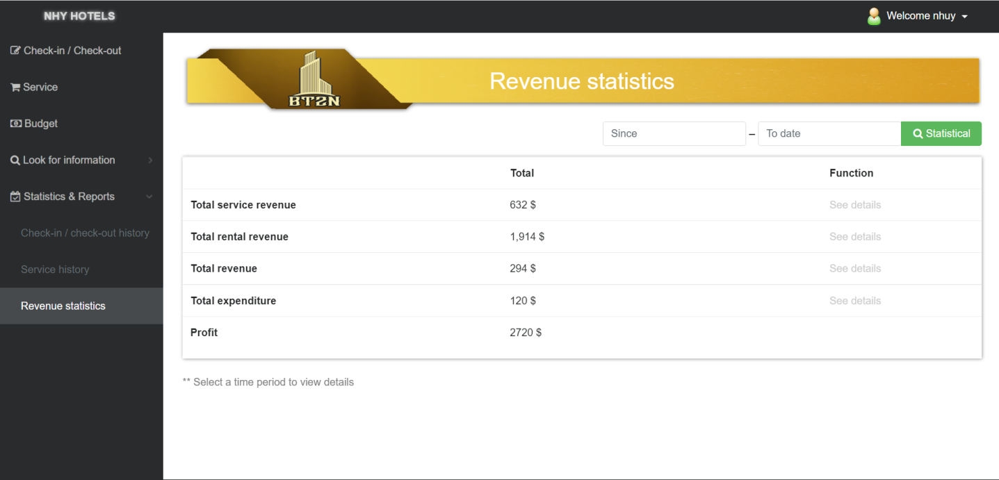 NHY HOTELS
Welcome nhuy
Check-in / Check-out
Service
Budget
Look for information
Statistics & Reports
Check-in / check-out history
Service history
Revenue statistics
BT2N
Revenue statistics
Since – To date Statistical
Total Function
Total service revenue 632 $ See details
Total rental revenue 1,914 $ See details
Total revenue 294 $ See details
Total expenditure 120 $ See details
Profit 2720 $
** Select a time period to view details